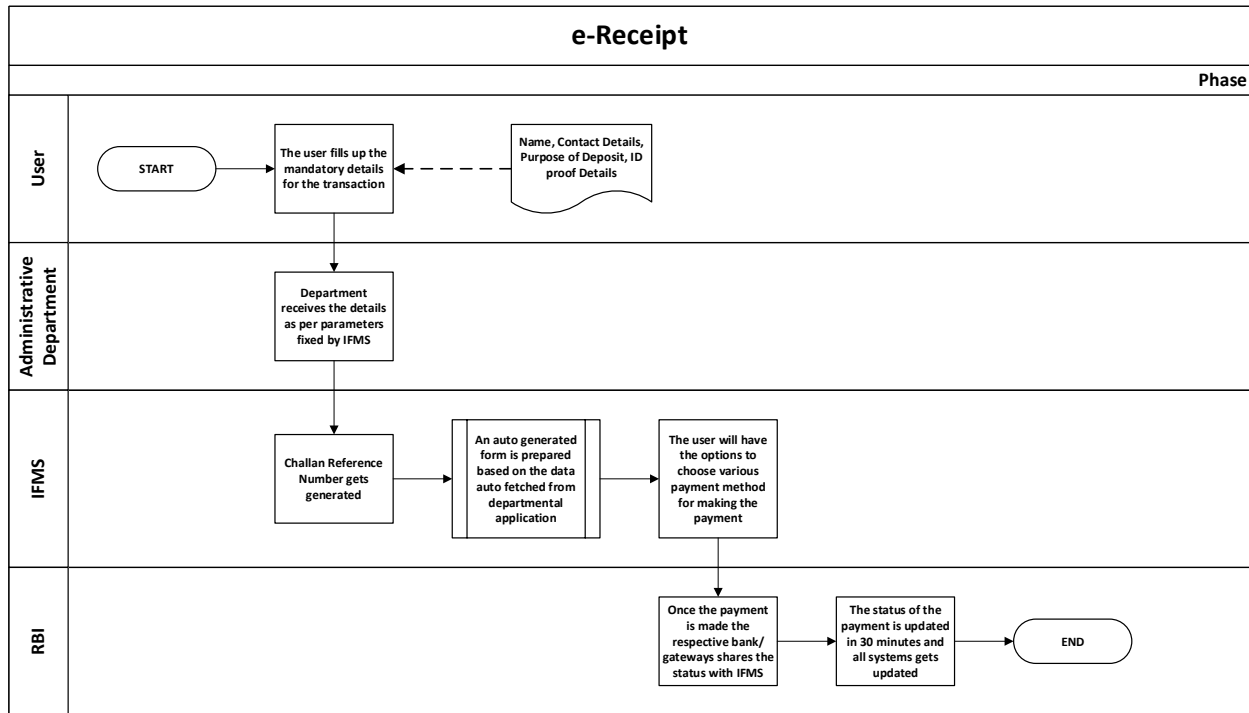 e-Receipt
Phase
User
START
The user fills up the
mandatory details
for the transaction
Name, Contact Details,
Purpose of Deposit, ID
proof Details
Administrative
Department
Department
receives the details
as per parameters
fixed by IFMS
IFMS
Challan Reference
Number gets
generated
An auto generated
form is prepared
based on the data
auto fetched from
departmental
application
The user will have
the options to
choose various
payment method
for making the
payment
RBI
Once the payment
is made the
respective bank/
gateways shares the
status with IFMS
The status of the
payment is updated
in 30 minutes and
all systems gets
updated
END